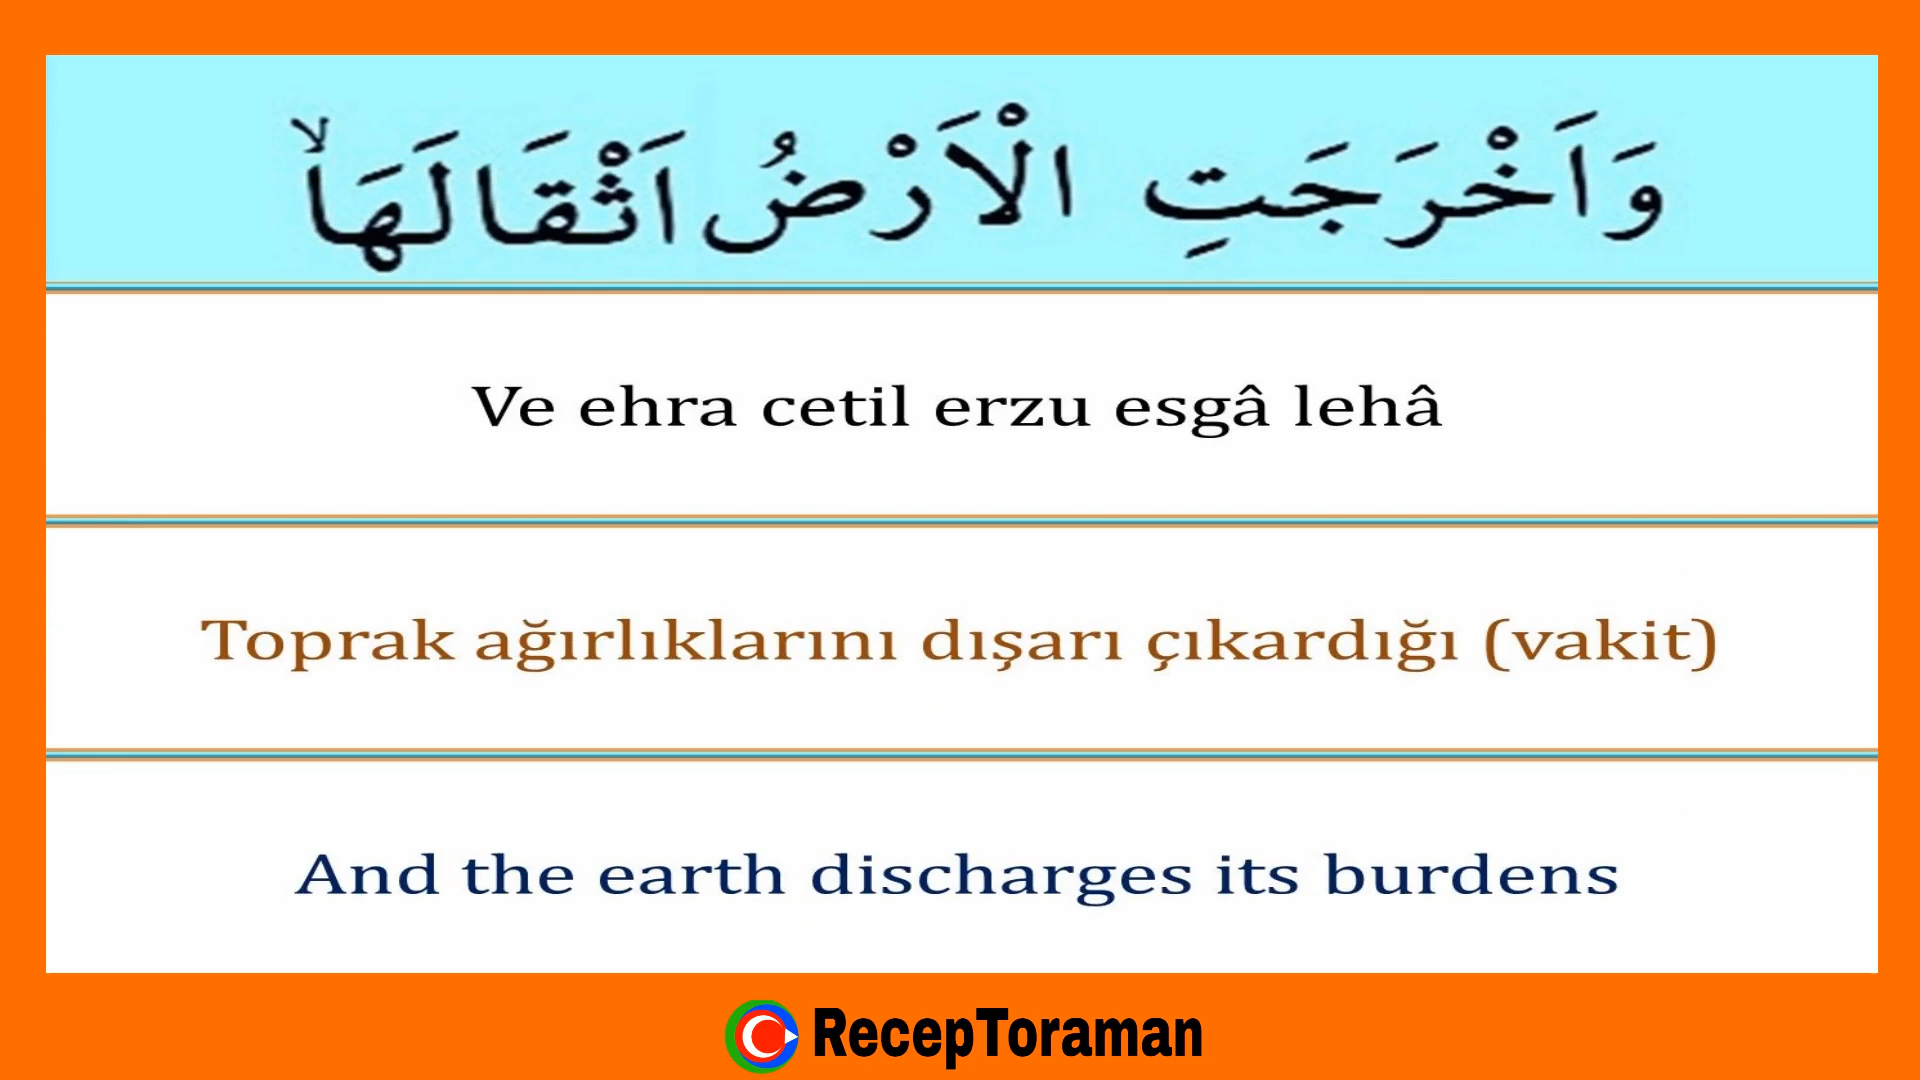 وَاَخْرَجَتِ الْاَرْضُ اَثْقَالَهَاۙ
Ve ehra cetil erzu esgâ lehâ
Toprak ağırlıklarını dışarı çıkardığı (vakit)
And the earth discharges its burdens
RecepToraman